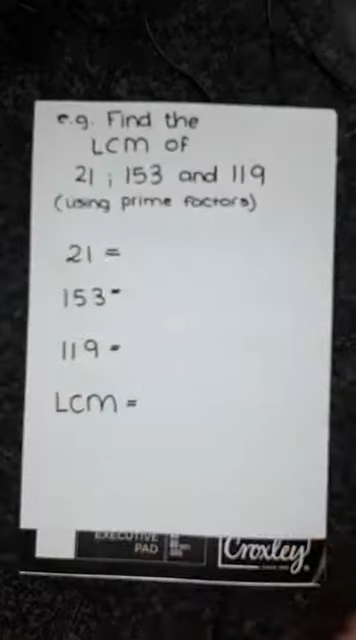 e.g. Find the
LCM OF
21 ; 153 and 119
(using prime factors)
21 =
153 =
119 =
LCM =
EXECUTIVE
PAD
Croxley